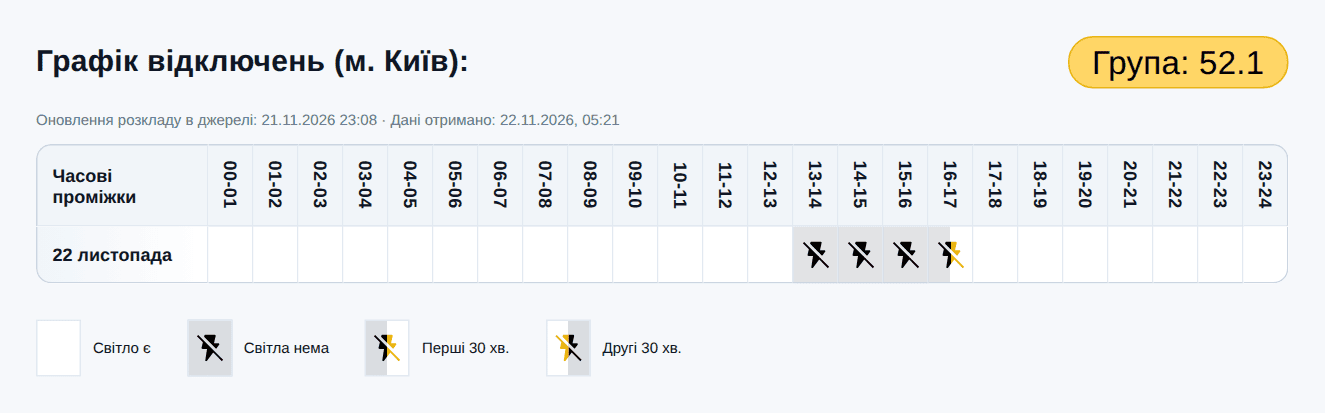 Графік відключень (м. Київ):
Група: 52.1
Оновлення розкладу в джерелі: 21.11.2026 23:08 · Дані отримано: 22.11.2026, 05:21
Часові
проміжки
00-01
01-02
02-03
03-04
04-05
05-06
06-07
07-08
08-09
09-10
10-11
11-12
12-13
13-14
14-15
15-16
16-17
17-18
18-19
19-20
20-21
21-22
22-23
23-24
22 листопада
Світло є
Світла нема
Перші 30 хв.
Другі 30 хв.